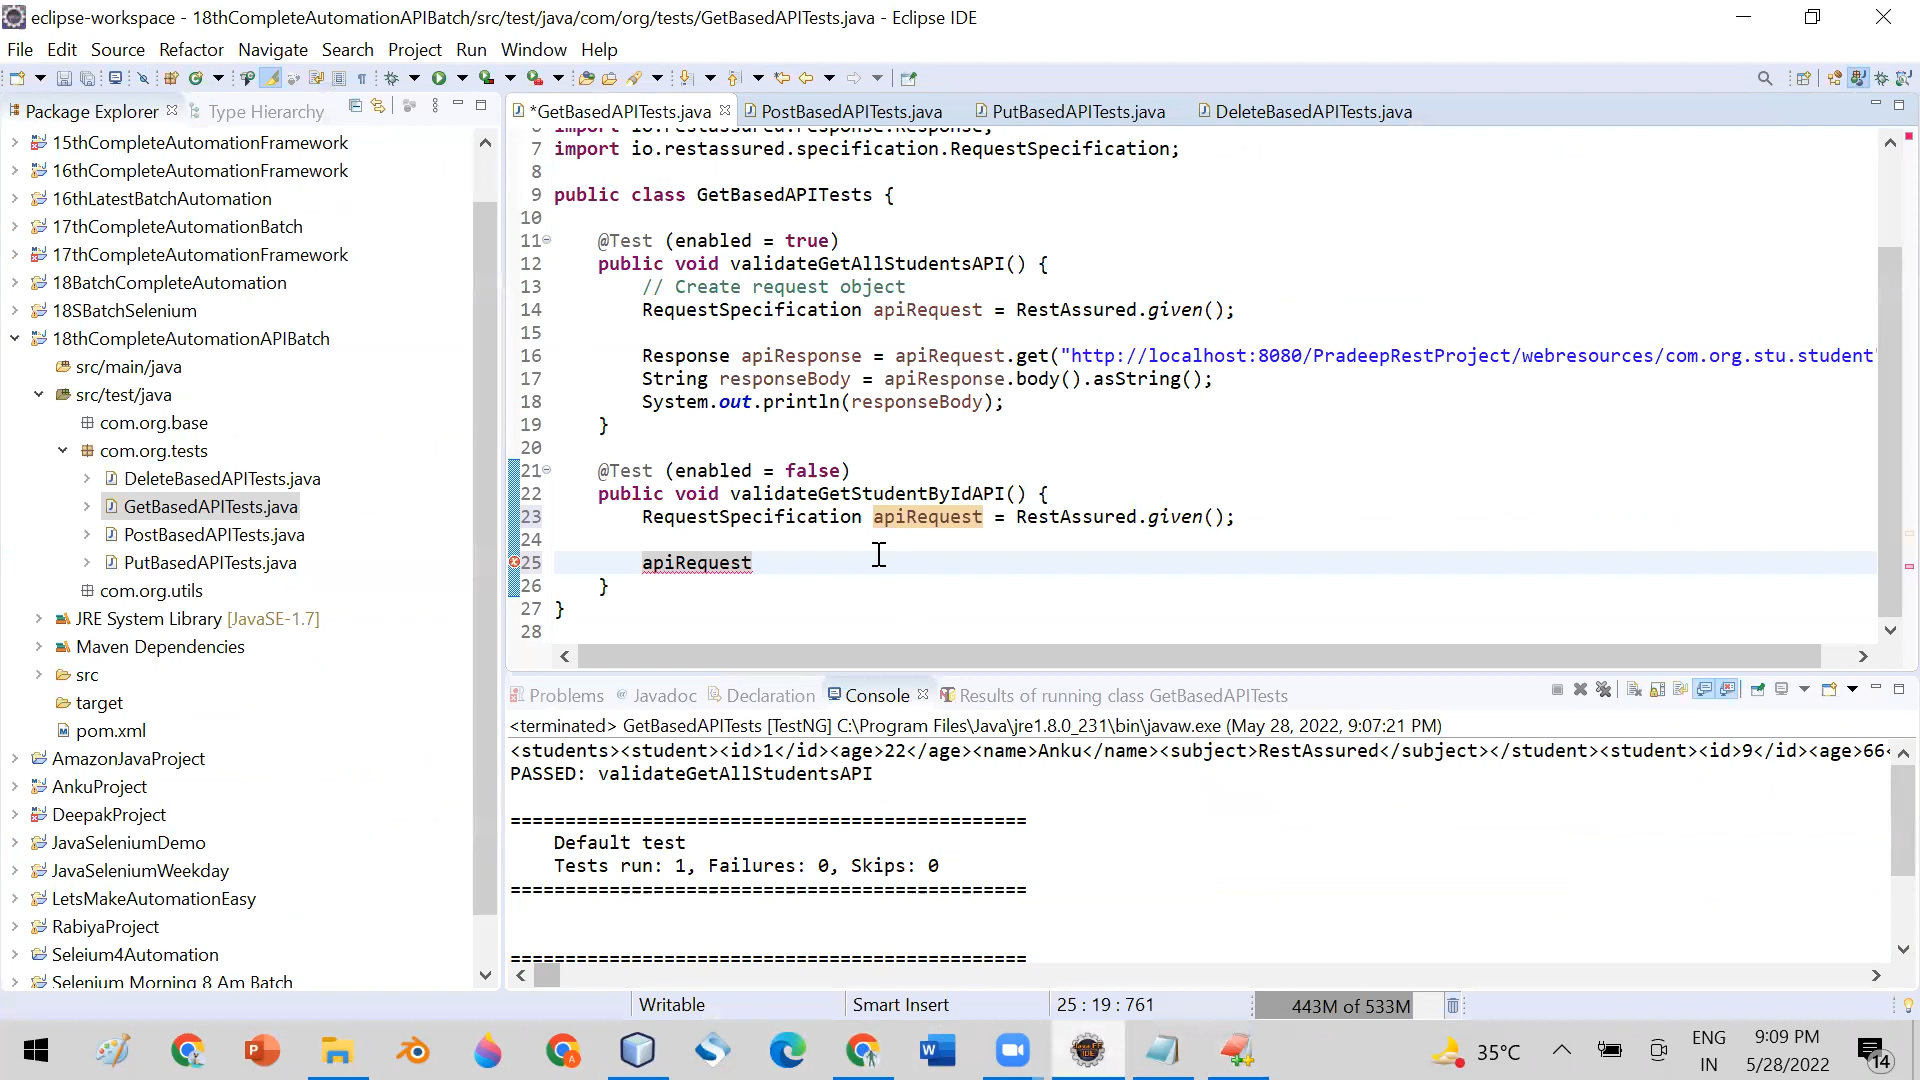 eclipse-workspace - 18thCompleteAutomationAPIBatch/src/test/java/com/org/tests/GetBasedAPITests.java - Eclipse IDE
File Edit Source Refactor Navigate Search Project Run Window Help
Package Explorer
Type Hierarchy
15thCompleteAutomationFramework
16thCompleteAutomationFramework
16thLatestBatchAutomation
17thCompleteAutomationBatch
17thCompleteAutomationFramework
18BatchCompleteAutomation
18SBatchSelenium
18thCompleteAutomationAPIBatch
src/main/java
src/test/java
com.org.base
com.org.tests
DeleteBasedAPITests.java
GetBasedAPITests.java
PostBasedAPITests.java
PutBasedAPITests.java
com.org.utils
JRE System Library [JavaSE-1.7]
Maven Dependencies
src
target
pom.xml
AmazonJavaProject
AnkuProject
DeepakProject
JavaSeleniumDemo
JavaSeleniumWeekday
LetsMakeAutomationEasy
RabiyaProject
Seleium4Automation
Selenium Morning 8 Am Batch
*GetBasedAPITests.java PostBasedAPITests.java PutBasedAPITests.java DeleteBasedAPITests.java
6 import io.restassured.response.Response;
7 import io.restassured.specification.RequestSpecification;
8
9 public class GetBasedAPITests {
10
11 @Test (enabled = true)
12 public void validateGetAllStudentsAPI() {
13 // Create request object
14 RequestSpecification apiRequest = RestAssured.given();
15
16 Response apiResponse = apiRequest.get("http://localhost:8080/PradeepRestProject/webresources/com.org.stu.student"
17 String responseBody = apiResponse.body().asString();
18 System.out.println(responseBody);
19 }
20
21 @Test (enabled = false)
22 public void validateGetStudentByIdAPI() {
23 RequestSpecification apiRequest = RestAssured.given();
24
25 apiRequest
26 }
27 }
28
Problems Javadoc Declaration Console Results of running class GetBasedAPITests
<terminated> GetBasedAPITests [TestNG] C:\Program Files\Java\jre1.8.0_231\bin\javaw.exe (May 28, 2022, 9:07:21 PM)
<students><student><id>1</id><age>22</age><name>Anku</name><subject>RestAssured</subject></student><student><id>9</id><age>66<
PASSED: validateGetAllStudentsAPI
===============================================
Default test
Tests run: 1, Failures: 0, Skips: 0
===============================================
===============================================
Writable Smart Insert 25 : 19 : 761 443M of 533M
35°C
ENG
IN
9:09 PM
5/28/2022
14